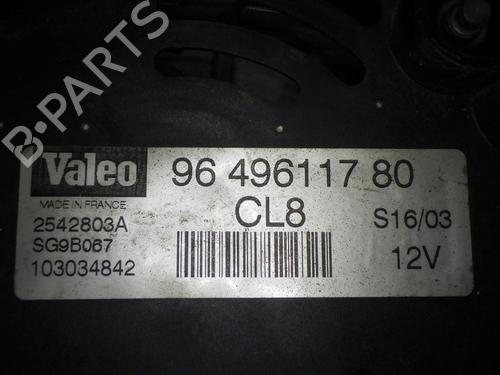 B-PARTS
Valeo
96 496117 80
MADE IN FRANCE
CL8
S16/03
2542803A
SG9B067
103034842
12V